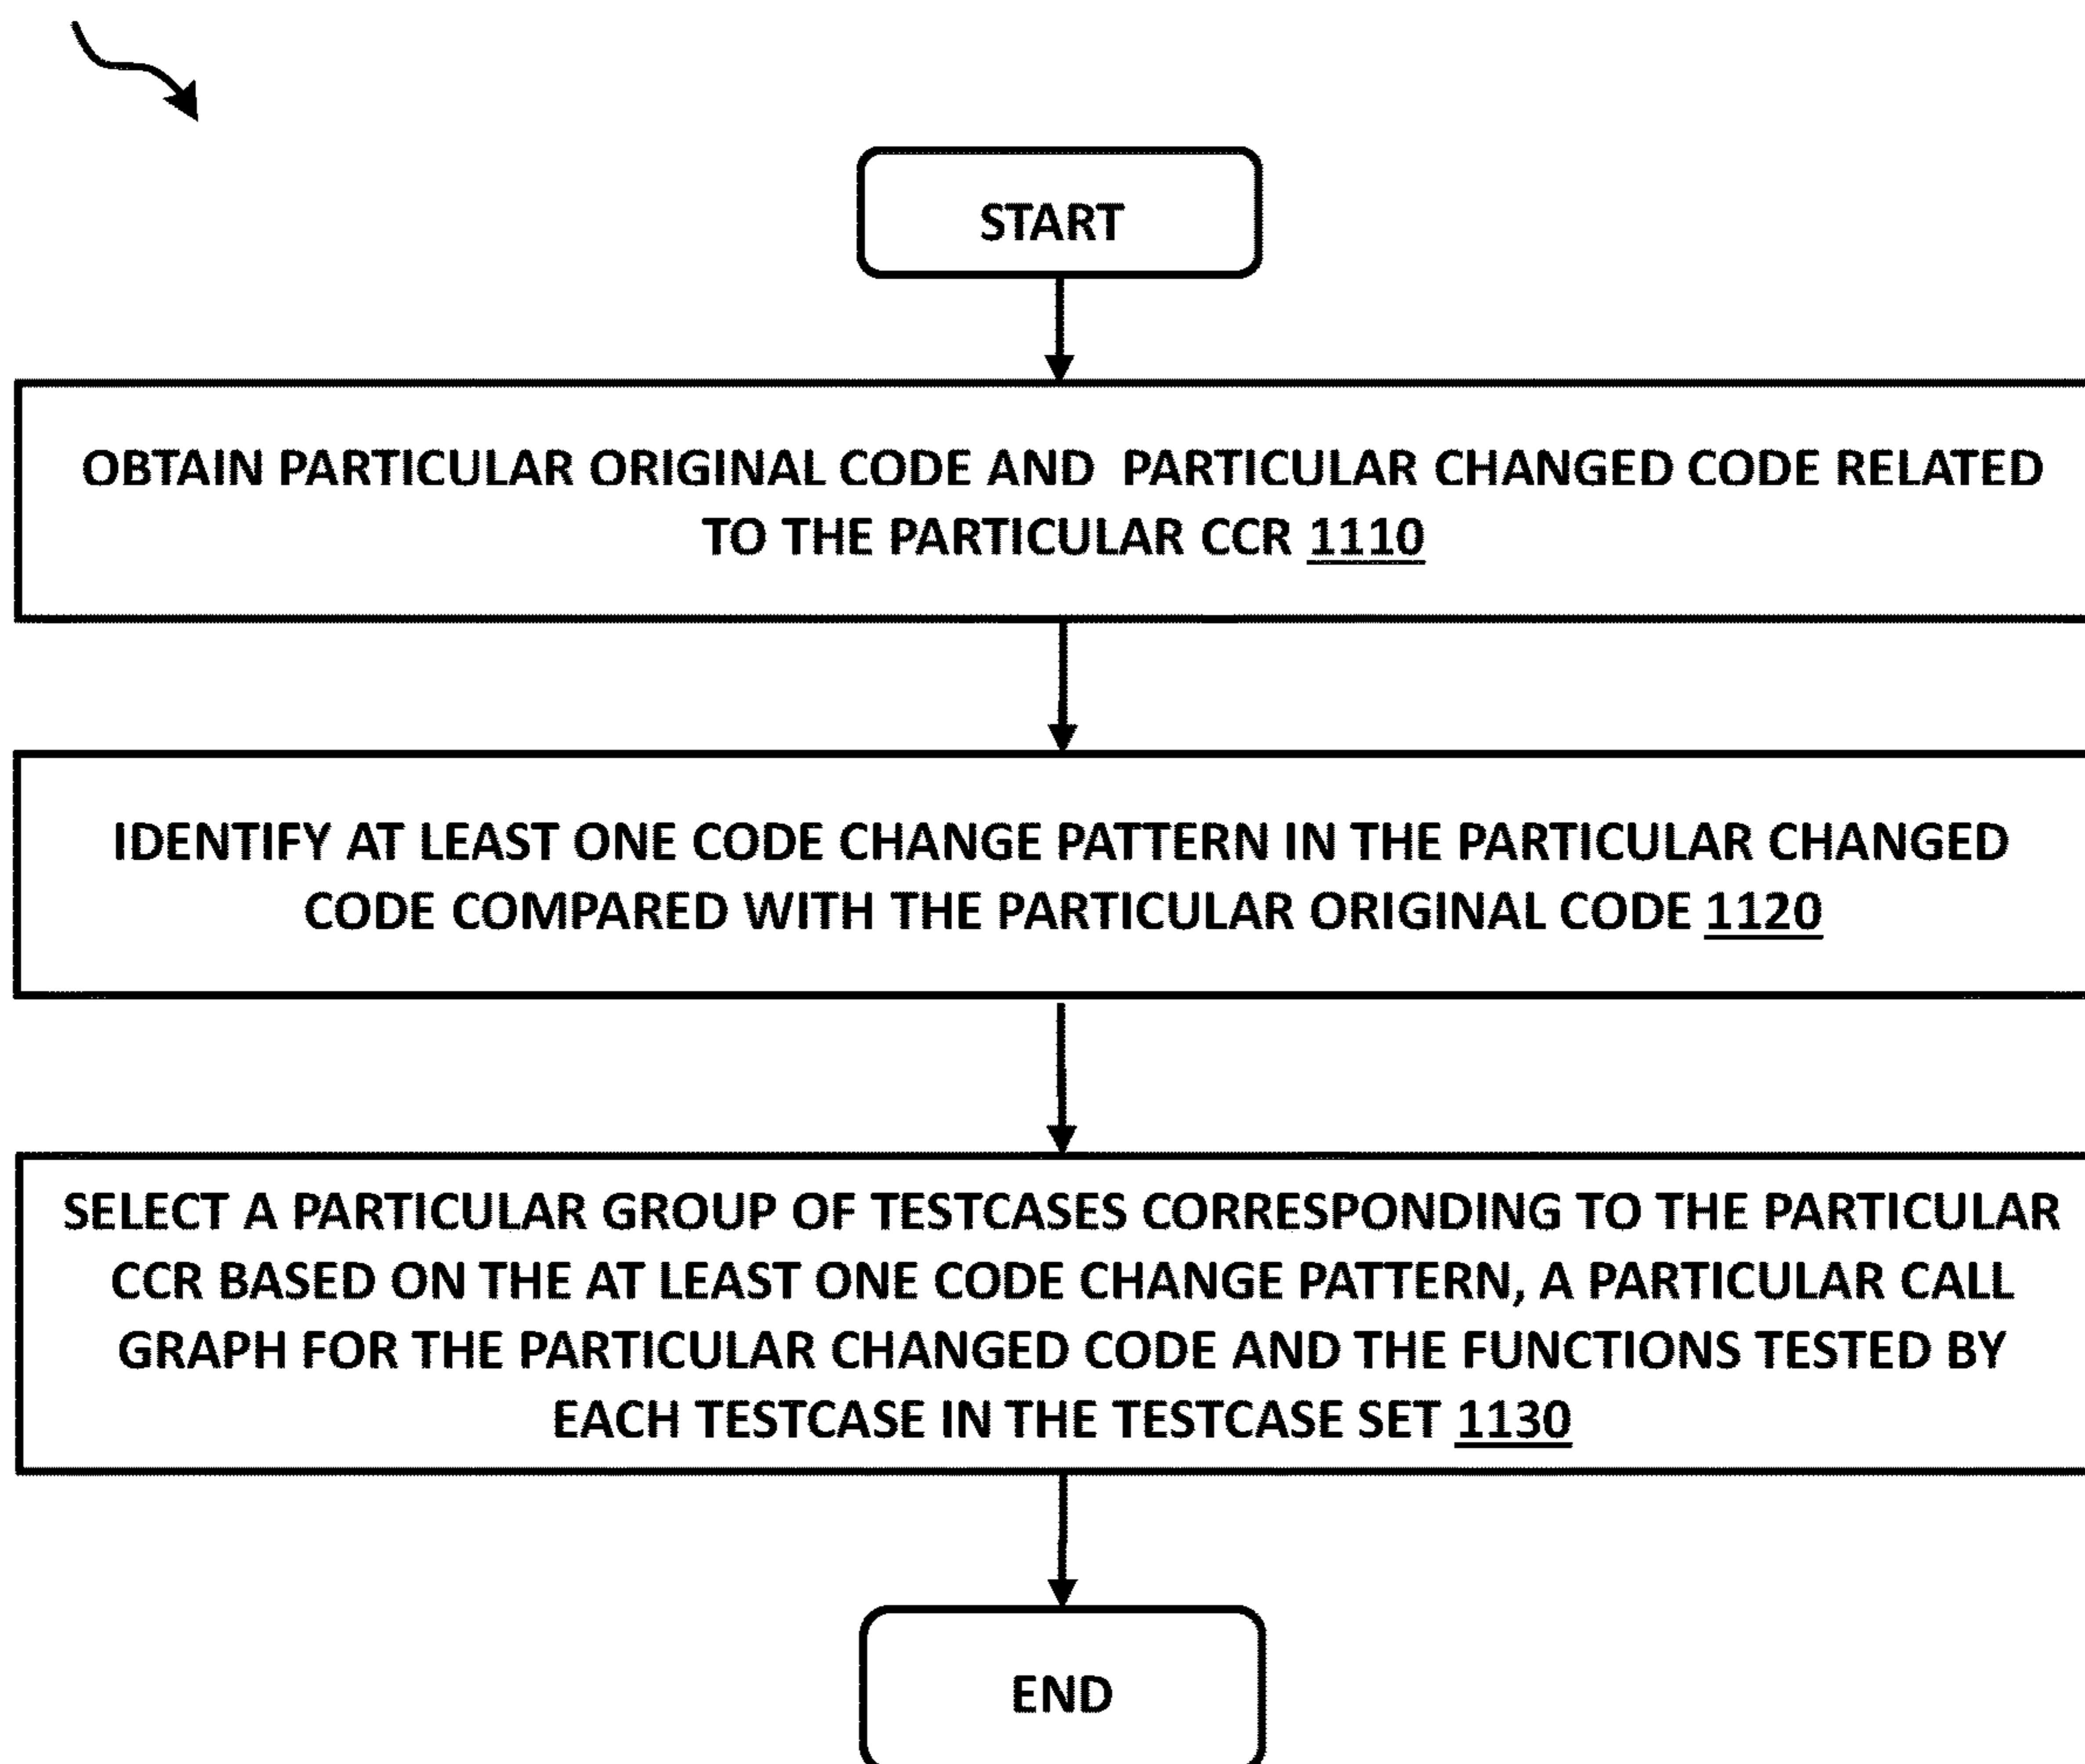 START
OBTAIN PARTICULAR ORIGINAL CODE AND PARTICULAR CHANGED CODE RELATED
TO THE PARTICULAR CCR 1110
IDENTIFY AT LEAST ONE CODE CHANGE PATTERN IN THE PARTICULAR CHANGED
CODE COMPARED WITH THE PARTICULAR ORIGINAL CODE 1120
SELECT A PARTICULAR GROUP OF TESTCASES CORRESPONDING TO THE PARTICULAR
CCR BASED ON THE AT LEAST ONE CODE CHANGE PATTERN, A PARTICULAR CALL
GRAPH FOR THE PARTICULAR CHANGED CODE AND THE FUNCTIONS TESTED BY
EACH TESTCASE IN THE TESTCASE SET 1130
END